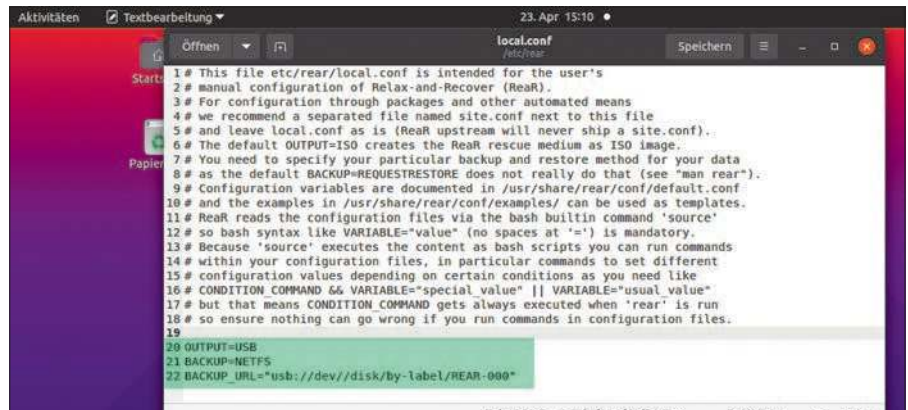 Aktivitäten Textbearbeitung 23. Apr 15:10
Öffnen local.conf Speichern
/etc/rear
1 # This file etc/rear/local.conf is intended for the user's
2 # manual configuration of Relax-and-Recover (ReaR).
3 # For configuration through packages and other automated means
4 # we recommend a separated file named site.conf next to this file
5 # and leave local.conf as is (ReaR upstream will never ship a site.conf).
6 # The default OUTPUT=ISO creates the ReaR rescue medium as ISO image.
7 # You need to specify your particular backup and restore method for your data
8 # as the default BACKUP=REQUESTRESTORE does not really do that (see "man rear").
9 # Configuration variables are documented in /usr/share/rear/conf/default.conf
10 # and the examples in /usr/share/rear/conf/examples/ can be used as templates.
11 # ReaR reads the configuration files via the bash builtin command 'source'
12 # so bash syntax like VARIABLE="value" (no spaces at '=') is mandatory.
13 # Because 'source' executes the content as bash scripts you can run commands
14 # within your configuration files, in particular commands to set different
15 # configuration values depending on certain conditions as you need like
16 # CONDITION_COMMAND && VARIABLE="special_value" || VARIABLE="usual_value"
17 # but that means CONDITION_COMMAND gets always executed when 'rear' is run
18 # so ensure nothing can go wrong if you run commands in configuration files.
19
20 OUTPUT=USB
21 BACKUP=NETFS
22 BACKUP_URL="usb://dev//disk/by-label/REAR-000"
Starts
Papier